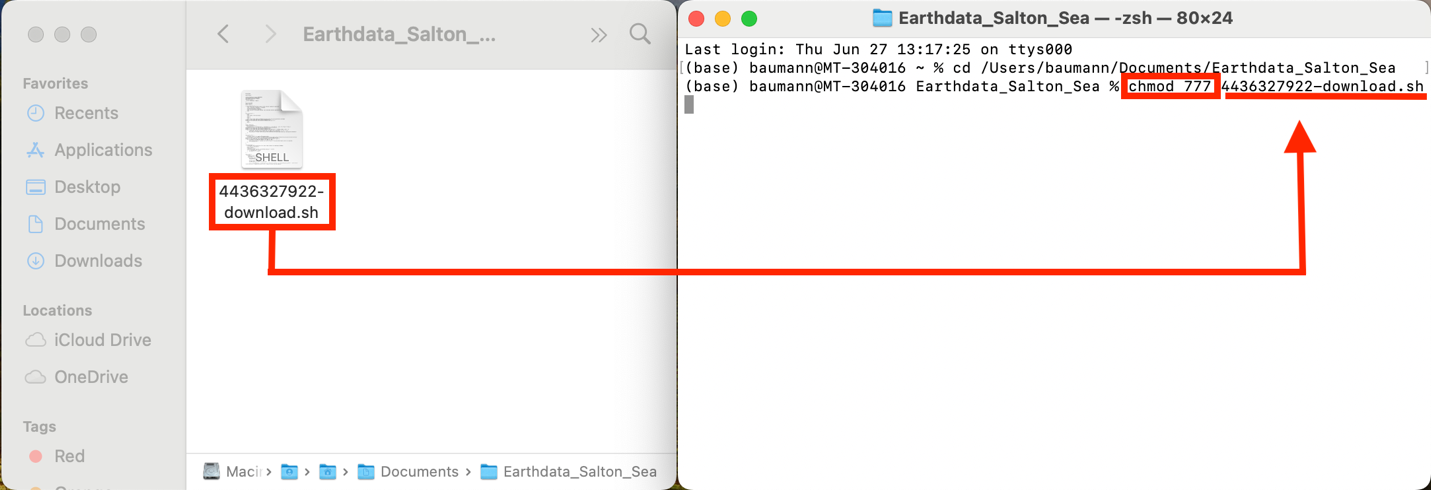 Earthdata_Salton_...
Favorites
Recents
Applications
Desktop
Documents
Downloads
Locations
iCloud Drive
OneDrive
Tags
Red
SHELL
4436327922-
download.sh
Documents
Earthdata_Salton_Sea
Earthdata_Salton_Sea — -zsh — 80×24
Last login: Thu Jun 27 13:17:25 on ttys000
[(base) baumann@MT-304016 ~ % cd /Users/baumann/Documents/Earthdata_Salton_Sea ]
(base) baumann@MT-304016 Earthdata_Salton_Sea % chmod 777 4436327922-download.sh